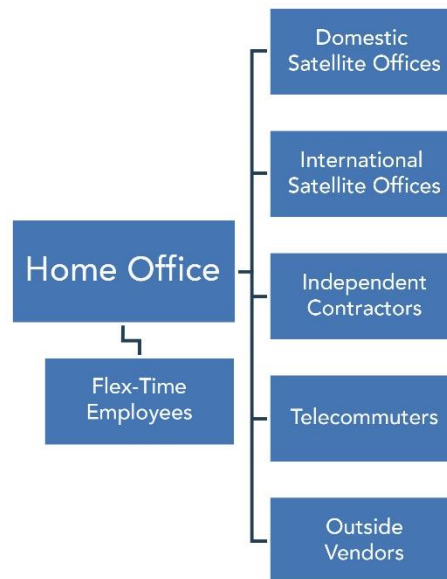 Domestic
Satellite Offices
International
Satellite Offices
Home Office
Independent
Contractors
Flex-Time
Employees
Telecommuters
Outside
Vendors